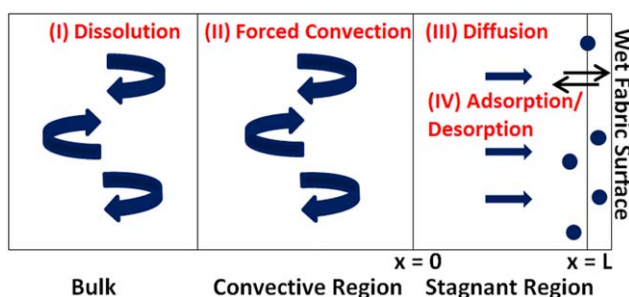 (I) Dissolution
(II) Forced Convection
(III) Diffusion
(IV) Adsorption/
Desorption
Wet Fabric Surface
x = 0
x = L
Bulk
Convective Region
Stagnant Region